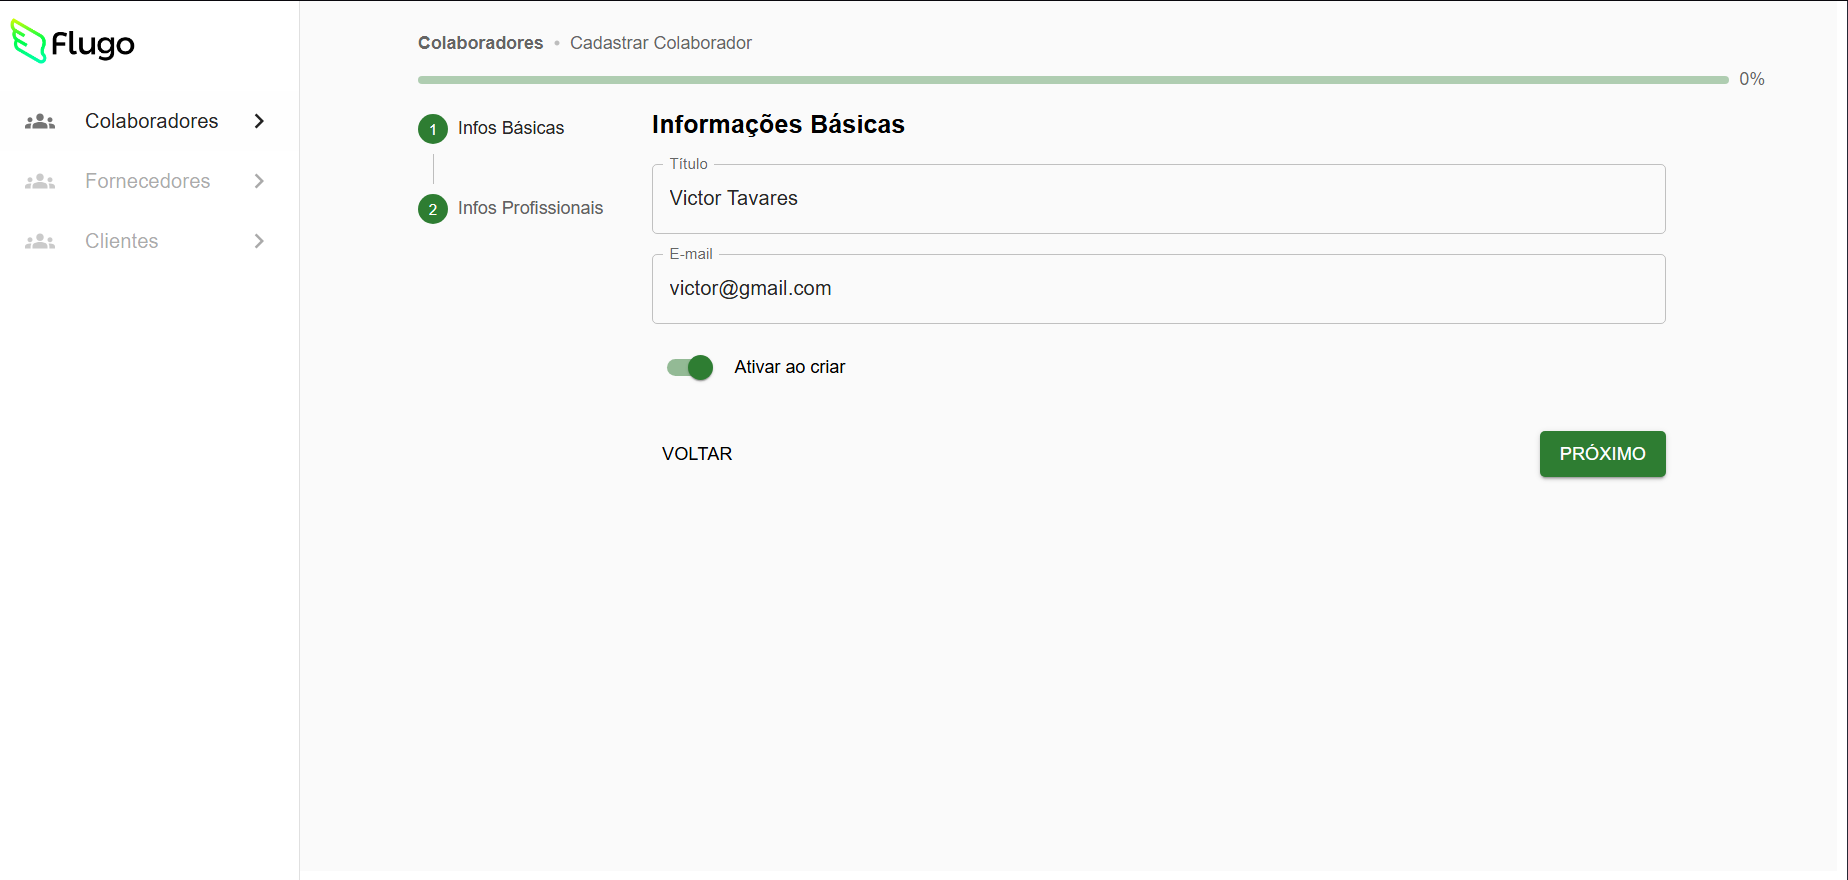 Flugo
Colaboradores
Fornecedores
Clientes
Colaboradores • Cadastrar Colaborador
0%
1 Infos Básicas
2 Infos Profissionais
Informações Básicas
Título
Victor Tavares
E-mail
victor@gmail.com
Ativar ao criar
VOLTAR
PRÓXIMO